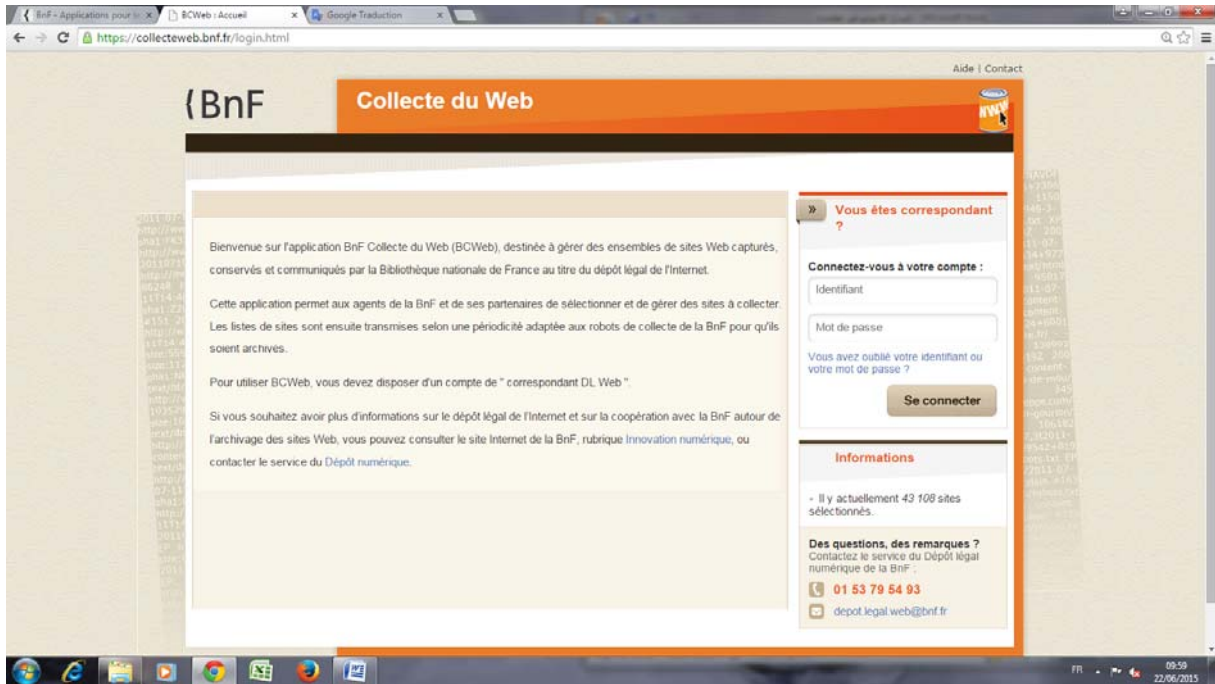 BnF - Applications pour
BCWeb : Accueil
Google Traduction
https://collecteweb.bnf.fr/login.html
Aide | Contact
{BnF
Collecte du Web
WWW
Vous êtes correspondant
?
Connectez-vous à votre compte :
Identifiant
Mot de passe
Vous avez oublié votre identifiant ou
votre mot de passe ?
Se connecter
Bienvenue sur l'application BnF Collecte du Web (BCWeb), destinée à gérer des ensembles de sites Web capturés,
conservés et communiqués par la Bibliothèque nationale de France au titre du dépôt légal de l'Internet.
Cette application permet aux agents de la BnF et de ses partenaires de sélectionner et de gérer des sites à collecter.
Les listes de sites sont ensuite transmises selon une périodicité adaptée aux robots de collecte de la BnF pour qu'ils
soient archivés.
Pour utiliser BCWeb, vous devez disposer d'un compte de " correspondant DL Web ".
Si vous souhaitez avoir plus d'informations sur le dépôt légal de l'Internet et sur la coopération avec la BnF autour de
l'archivage des sites Web, vous pouvez consulter le site Internet de la BnF, rubrique Innovation numérique, ou
contacter le service du Dépôt numérique.
Informations
- Il y actuellement 43 108 sites
sélectionnés.
Des questions, des remarques ?
Contactez le service du Dépôt légal
numérique de la BnF :
01 53 79 54 93
depot.legal.web@bnf.fr
FR
09:59
22/06/2015